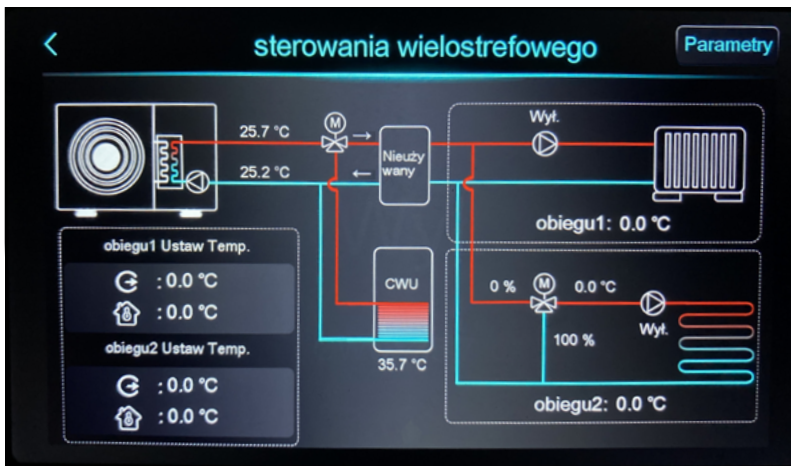 sterowania wielostrefowego
Parametry
25.7 °C
M
→
Wył.
25.2 °C
←
Nieuży
wany
obiegu1: 0.0 °C
obiegu1 Ustaw Temp.
: 0.0 °C
: 0.0 °C
obiegu2 Ustaw Temp.
: 0.0 °C
: 0.0 °C
CWU
35.7 °C
0 %
M
0.0 °C
100 %
Wył.
obiegu2: 0.0 °C